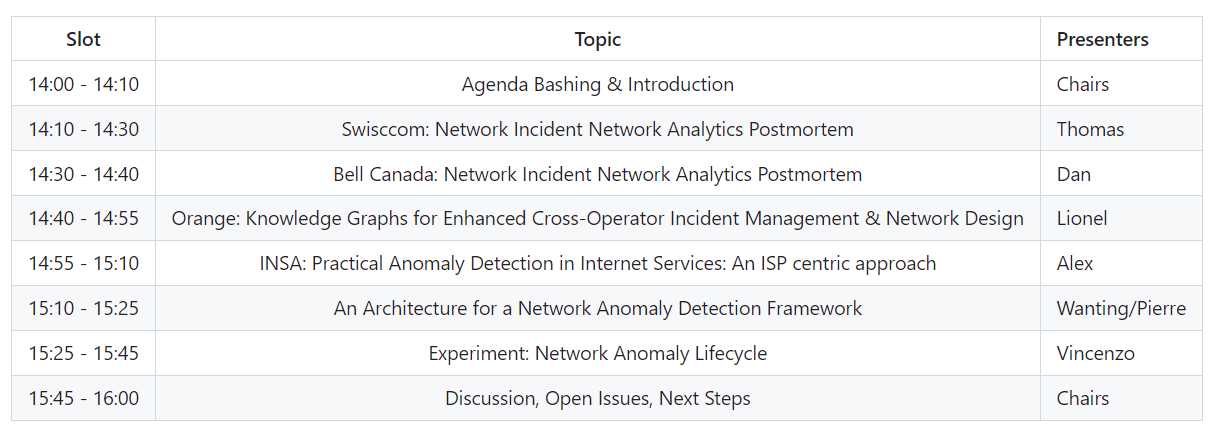 Slot Topic Presenters
14:00 - 14:10 Agenda Bashing & Introduction Chairs
14:10 - 14:30 Swisccom: Network Incident Network Analytics Postmortem Thomas
14:30 - 14:40 Bell Canada: Network Incident Network Analytics Postmortem Dan
14:40 - 14:55 Orange: Knowledge Graphs for Enhanced Cross-Operator Incident Management & Network Design Lionel
14:55 - 15:10 INSA: Practical Anomaly Detection in Internet Services: An ISP centric approach Alex
15:10 - 15:25 An Architecture for a Network Anomaly Detection Framework Wanting/Pierre
15:25 - 15:45 Experiment: Network Anomaly Lifecycle Vincenzo
15:45 - 16:00 Discussion, Open Issues, Next Steps Chairs